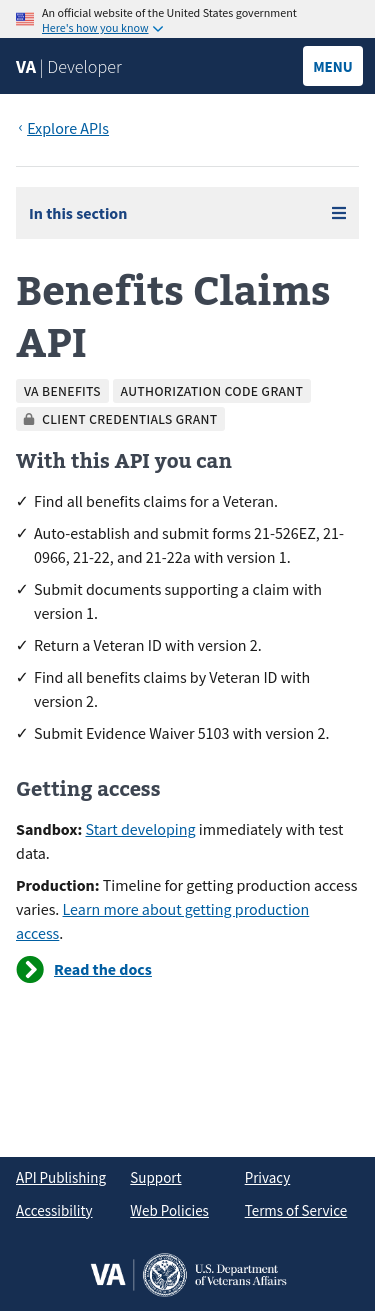 An official website of the United States government
Here's how you know
VA | Developer
MENU
‹ Explore APIs
In this section
Benefits Claims
API
VA BENEFITS AUTHORIZATION CODE GRANT
CLIENT CREDENTIALS GRANT
With this API you can
✓ Find all benefits claims for a Veteran.
✓ Auto-establish and submit forms 21-526EZ, 21-
0966, 21-22, and 21-22a with version 1.
✓ Submit documents supporting a claim with
version 1.
✓ Return a Veteran ID with version 2.
✓ Find all benefits claims by Veteran ID with
version 2.
✓ Submit Evidence Waiver 5103 with version 2.
Getting access
Sandbox: Start developing immediately with test
data.
Production: Timeline for getting production access
varies. Learn more about getting production
access.
Read the docs
API Publishing Support Privacy
Accessibility Web Policies Terms of Service
VA U.S. Department
of Veterans Affairs